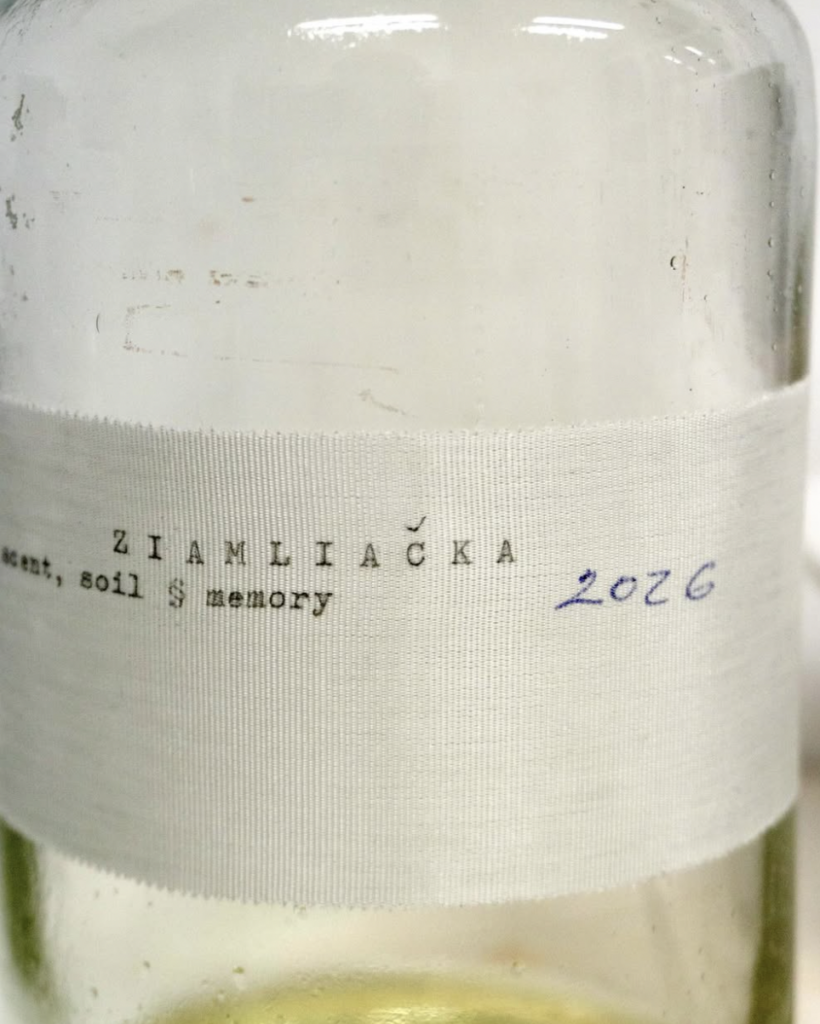 ZIAMLIAČKA
scent, soil § memory
2026